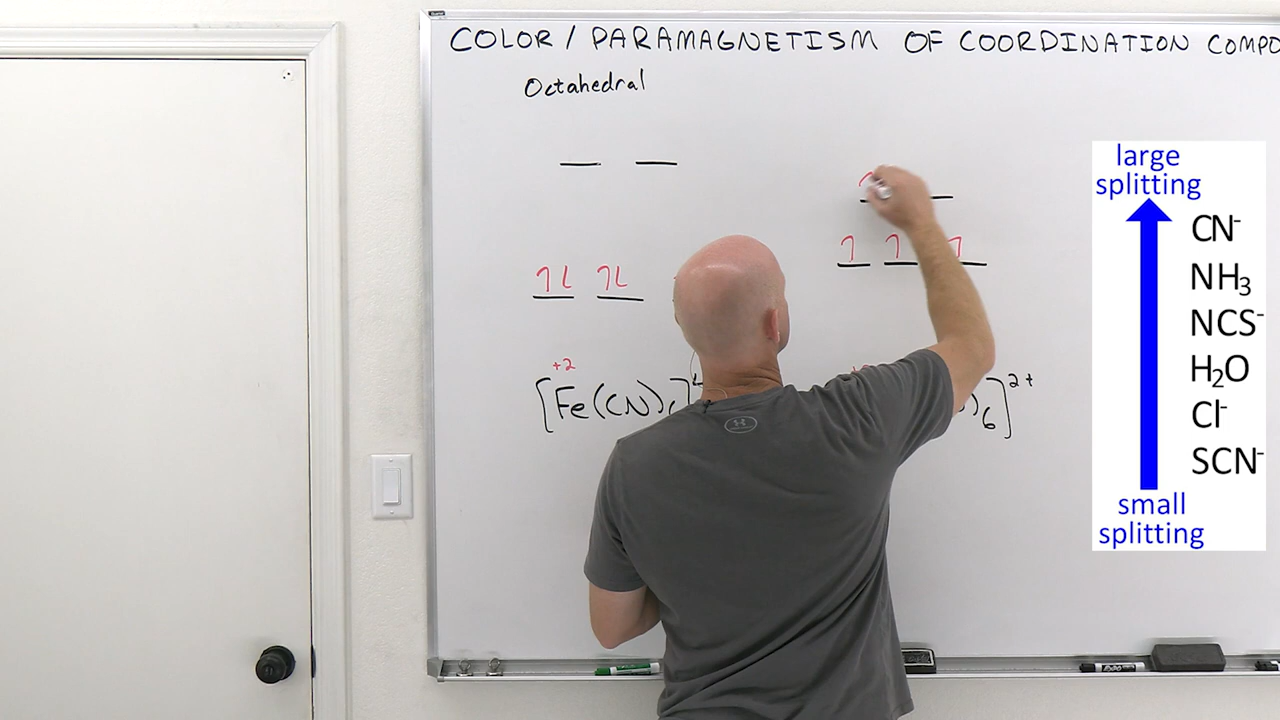 COLOR / PARAMAGNETISM OF COORDINATION COMPO
Octahedral
+2
[Fe(CN)
)6]2+
large
splitting
CN-
NH3
NCS-
H2O
Cl-
SCN-
small
splitting